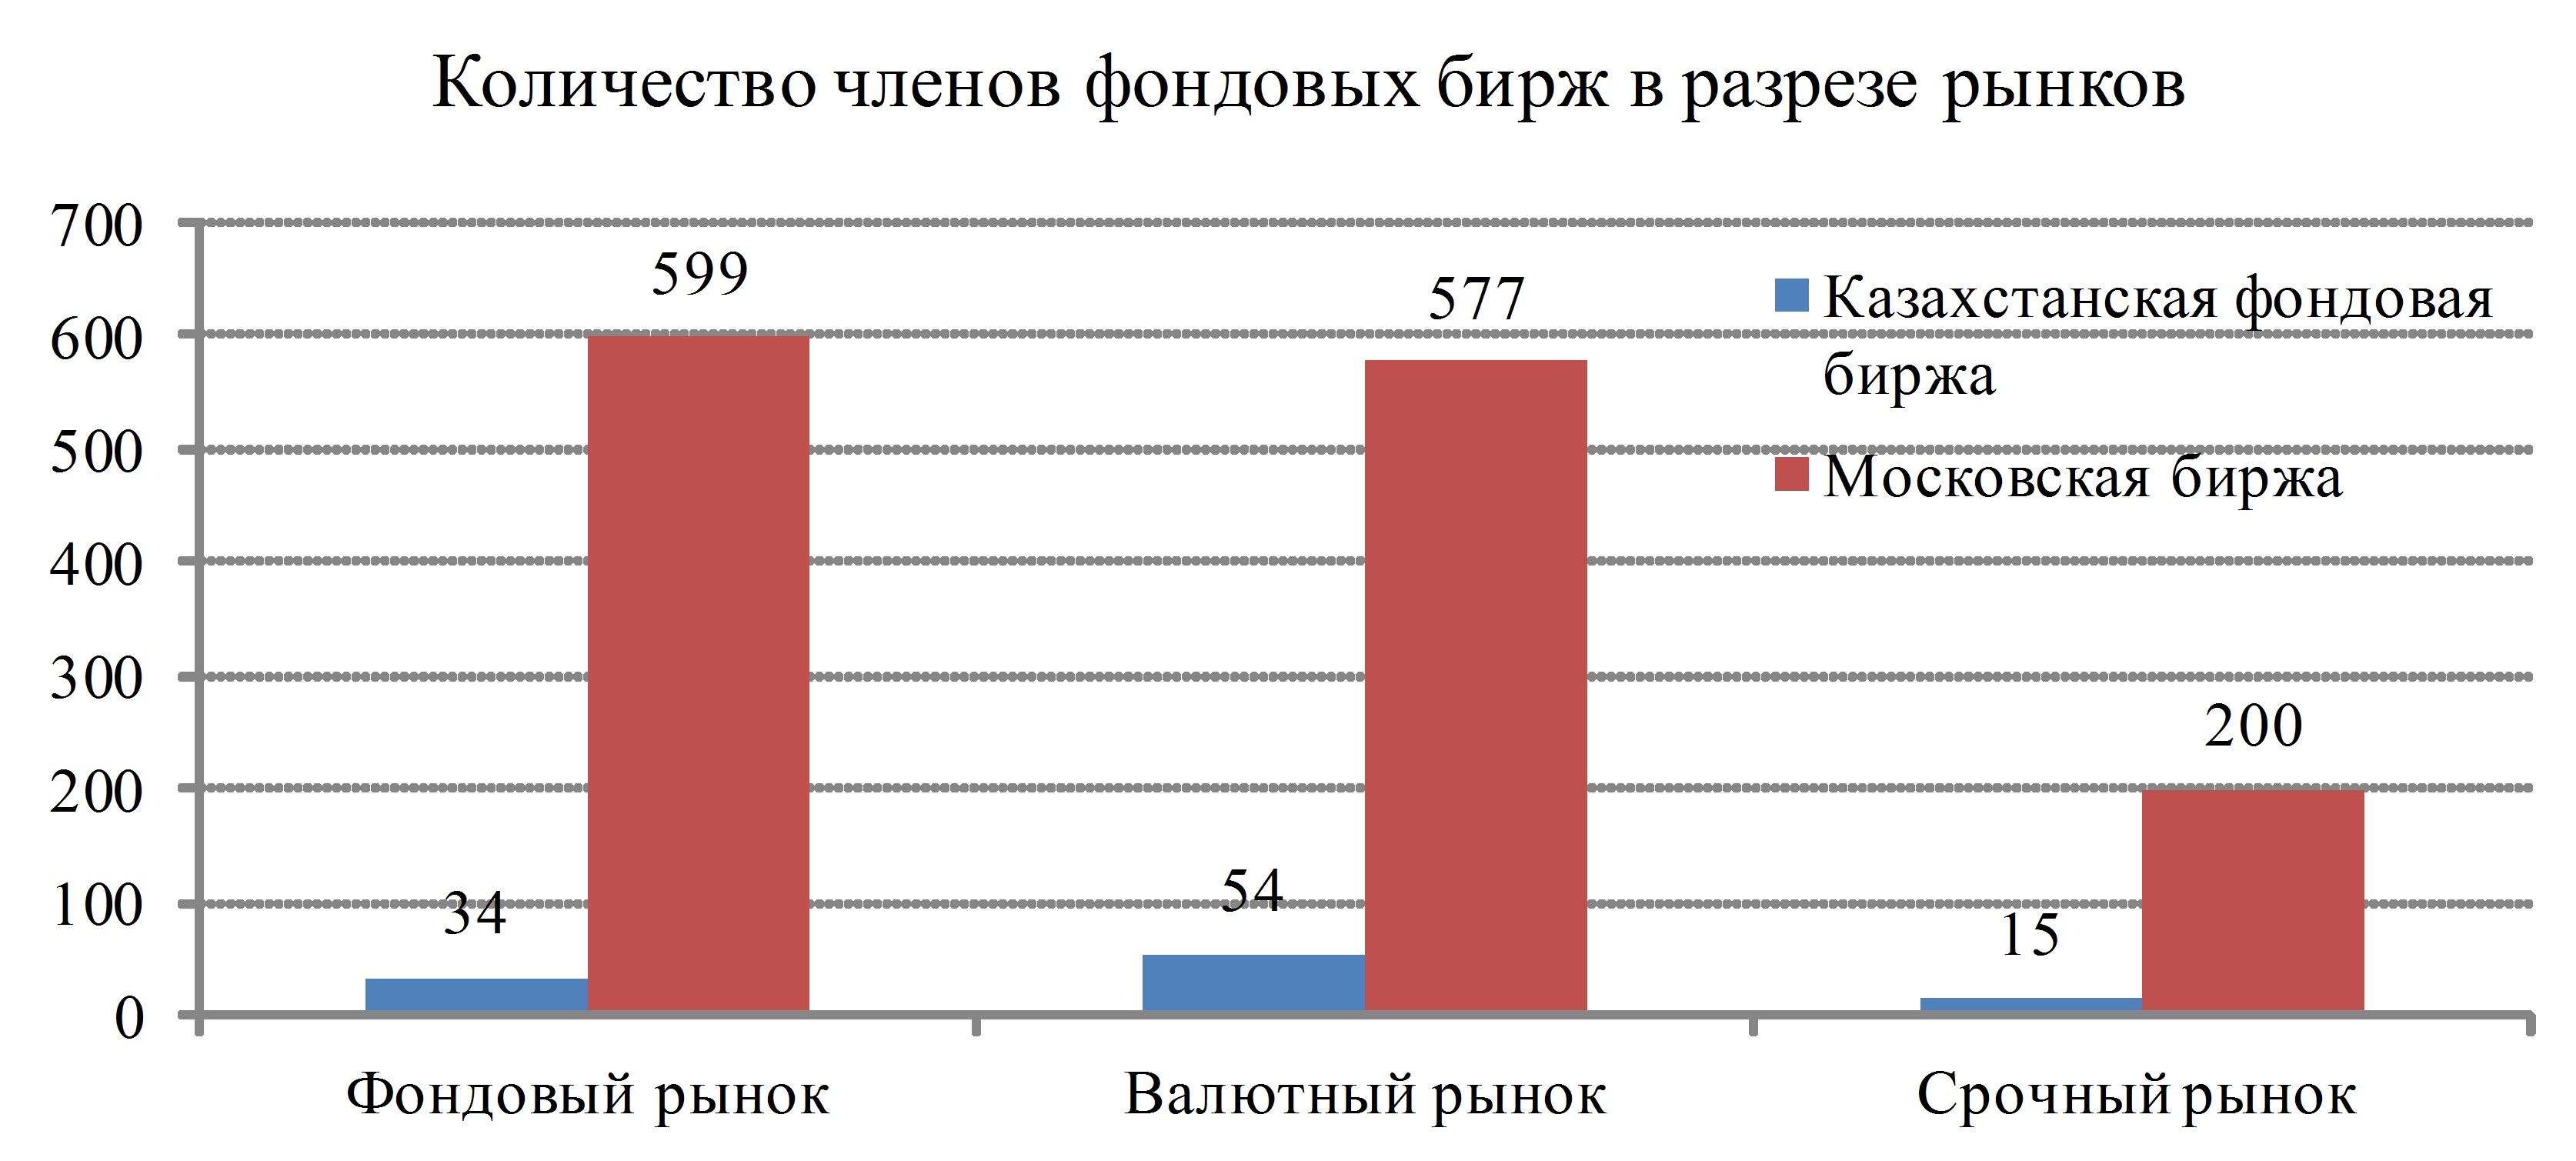 Количество членов фондовых бирж в разрезе рынков
700
600
500
400
300
200
100
0
599
577
200
34
54
15
Казахстанская фондовая
биржа
Московская биржа
Фондовый рынок
Валютный рынок
Срочный рынок